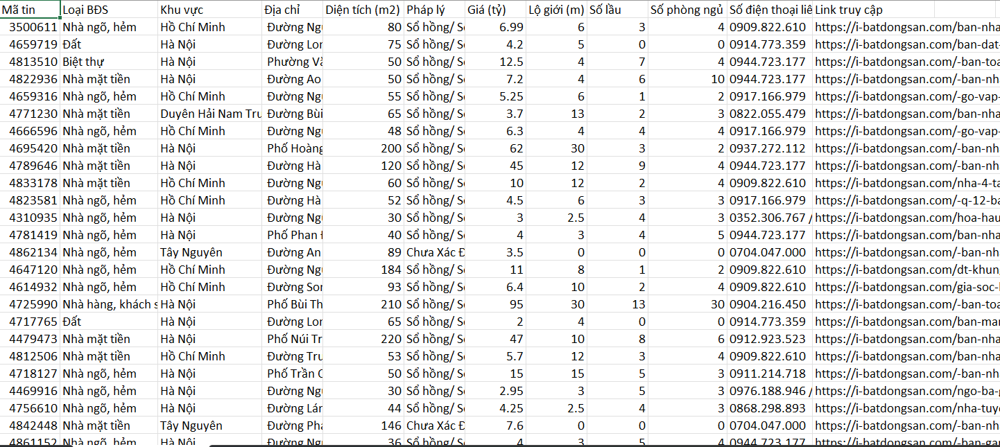 Mã tin Loại BĐS Khu vực Địa chỉ Diện tích (m2) Pháp lý Giá (tỷ) Lộ giới (m) Số lầu Số phòng ngủ Số điện thoại Link truy cập
3500611 Nhà ngõ, hẻm Hồ Chí Minh Đường 80 Sổ hồng/ 6.99 6 3 4 0909.822.610 https://i-batdongsan.com/ban-nha
4659719 Đất Hà Nội Đường 75 Sổ hồng/ 4.2 5 0 0 0914.773.359 https://i-batdongsan.com/ban-dat-
4813510 Biệt thự Hà Nội Phường 50 Sổ hồng/ 12.5 4 7 4 0944.723.177 https://i-batdongsan.com/-ban-toa
4822936 Nhà mặt tiền Hà Nội Đường Ao 50 Sổ hồng/ 7.2 4 6 10 0944.723.177 https://i-batdongsan.com/-ban-nh
4659316 Nhà ngõ, hẻm Hồ Chí Minh Đường 55 Sổ hồng/ 5.25 6 1 2 0917.166.979 https://i-batdongsan.com/-go-vap-
4771230 Nhà mặt tiền Duyên Hải Nam Đường Bùi 65 Sổ hồng/ 3.7 13 2 3 0822.055.479 https://i-batdongsan.com/ban-nha
4666596 Nhà ngõ, hẻm Hồ Chí Minh Đường 48 Sổ hồng/ 6.3 4 4 4 0917.166.979 https://i-batdongsan.com/-go-vap-
4695420 Nhà mặt tiền Hà Nội Phố Hoàng 200 Sổ hồng/ 62 30 3 2 0937.272.112 https://i-batdongsan.com/-ban-nh
4789646 Nhà mặt tiền Hà Nội Đường Hà 120 Sổ hồng/ 45 12 9 4 0944.723.177 https://i-batdongsan.com/-ban-nh
4833178 Nhà mặt tiền Hồ Chí Minh Đường 60 Sổ hồng/ 10 12 2 4 0909.822.610 https://i-batdongsan.com/nha-4-ta
4823581 Nhà ngõ, hẻm Hồ Chí Minh Đường Hà 52 Sổ hồng/ 4.5 6 3 3 0917.166.979 https://i-batdongsan.com/-q-12-ba
4310935 Nhà ngõ, hẻm Hà Nội Đường 30 Sổ hồng/ 3 2.5 4 3 0352.306.767 / https://i-batdongsan.com/hoa-hau
4781419 Nhà ngõ, hẻm Hà Nội Phố Phan 40 Sổ hồng/ 4 3 4 5 0944.723.177 https://i-batdongsan.com/ban-nha
4862134 Nhà ngõ, hẻm Tây Nguyên Đường An 89 Chưa Xác 3.5 0 0 0 0704.047.000 https://i-batdongsan.com/-ban-nh
4647120 Nhà ngõ, hẻm Hồ Chí Minh Đường 184 Sổ hồng/ 11 8 1 2 0909.822.610 https://i-batdongsan.com/dt-khun
4614932 Nhà ngõ, hẻm Hồ Chí Minh Đường 93 Sổ hồng/ 6.4 10 2 4 0909.822.610 https://i-batdongsan.com/gia-soc-
4725990 Nhà hàng, khách Hà Nội Phố Bùi 210 Sổ hồng/ 95 30 13 30 0904.216.450 https://i-batdongsan.com/-ban-toa
4717765 Đất Hà Nội Đường 65 Sổ hồng/ 2 4 0 0 0914.773.359 https://i-batdongsan.com/ban-man
4479473 Nhà mặt tiền Hà Nội Phố Núi 220 Sổ hồng/ 47 10 8 6 0912.923.523 https://i-batdongsan.com/ban-nha
4812506 Nhà mặt tiền Hồ Chí Minh Đường 53 Sổ hồng/ 5.7 12 3 4 0909.822.610 https://i-batdongsan.com/ban-nha
4718127 Nhà ngõ, hẻm Hà Nội Phố Trần 50 Sổ hồng/ 15 15 5 3 0911.214.718 https://i-batdongsan.com/-ban-nh
4469916 Nhà ngõ, hẻm Hà Nội Đường 30 Sổ hồng/ 2.95 3 5 3 0976.188.946 / https://i-batdongsan.com/ngo-ba-
4756610 Nhà ngõ, hẻm Hà Nội Đường 44 Sổ hồng/ 4.25 2.5 4 3 0868.298.893 https://i-batdongsan.com/nha-tuy
4842448 Nhà mặt tiền Tây Nguyên Đường 146 Chưa Xác 7.6 0 0 0 0704.047.000 https://i-batdongsan.com/-ban-nh
4861152 Nhà ngõ, hẻm Hà Nội Đường 36 Sổ hồng/ 4 3 5 4 0944.723.177 https://i-batdongsan.com/-ban-gar